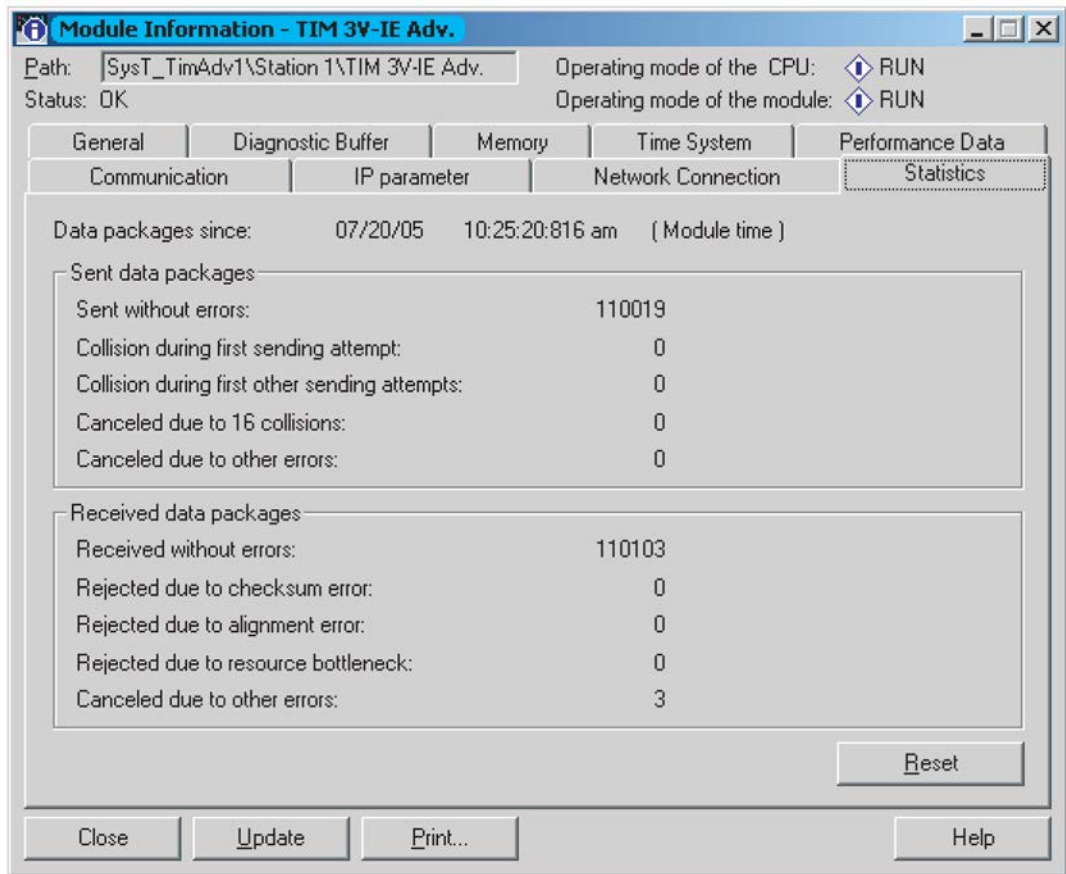 Module Information - TIM 3V-IE Adv.
Path: SysT_TimAdv1\Station 1\TIM 3V-IE Adv. Operating mode of the CPU: RUN
Status: OK Operating mode of the module: RUN
General Diagnostic Buffer Memory Time System Performance Data
Communication IP parameter Network Connection Statistics
Data packages since: 07/20/05 10:25:20:816 am ( Module time )
Sent data packages
Sent without errors: 110019
Collision during first sending attempt: 0
Collision during first other sending attempts: 0
Canceled due to 16 collisions: 0
Canceled due to other errors: 0
Received data packages
Received without errors: 110103
Rejected due to checksum error: 0
Rejected due to alignment error: 0
Rejected due to resource bottleneck: 0
Canceled due to other errors: 3
Reset
Close Update Print... Help